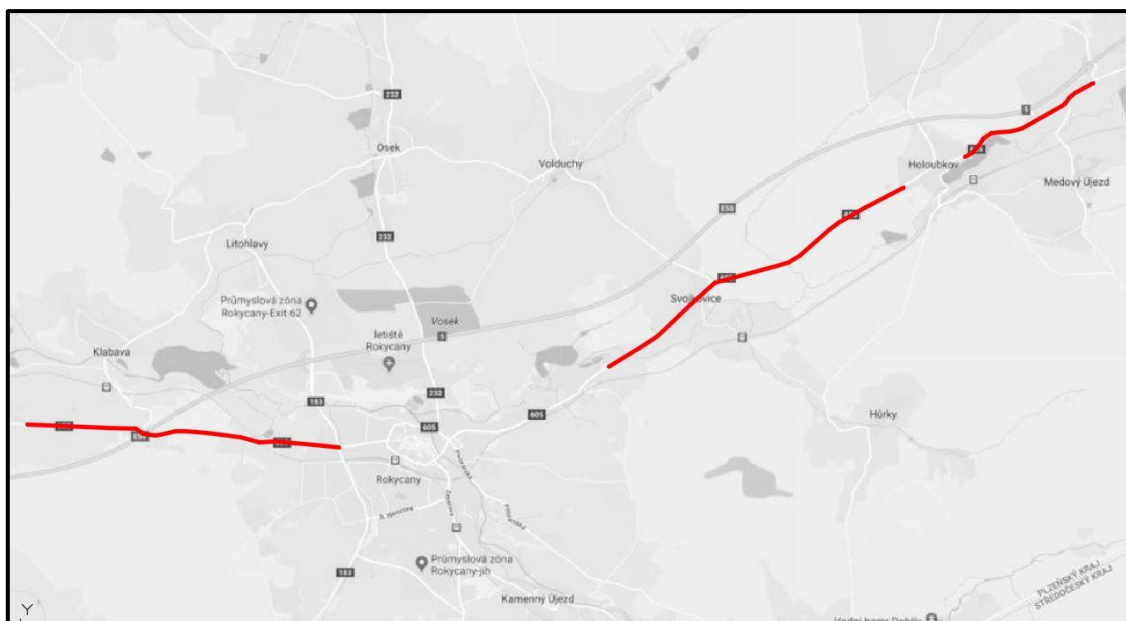 232
5
Osek
Volduchy
Holoubkov
Medový Újezd
E50
232
Litohlavy
Svojkovice
Průmyslová zóna
Rokycany-Exit 62
Vosek
5
letiště
Rokycany
Klabava
232
183
605
605
Hůrky
Rokycany
Průmyslová zóna
Rokycany-jih
183
Kamenný Újezd
PLZEŇSKÝ KRAJ
STŘEDOČESKÝ KRAJ
Y